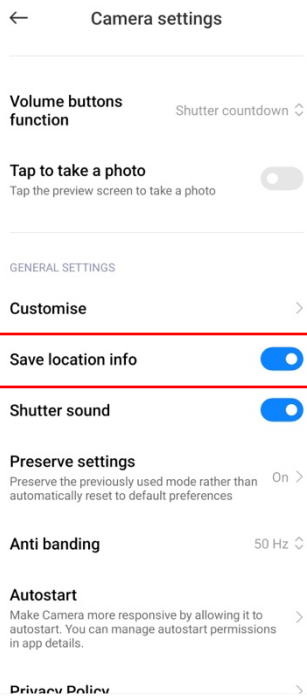 Camera settings
Volume buttons
function
Shutter countdown
Tap to take a photo
Tap the preview screen to take a photo
GENERAL SETTINGS
Customise
Save location info
Shutter sound
Preserve settings
Preserve the previously used mode rather than
automatically reset to default preferences
On
Anti banding
50 Hz
Autostart
Make Camera more responsive by allowing it to
autostart. You can manage autostart permissions
in app details.
Privacy Policy